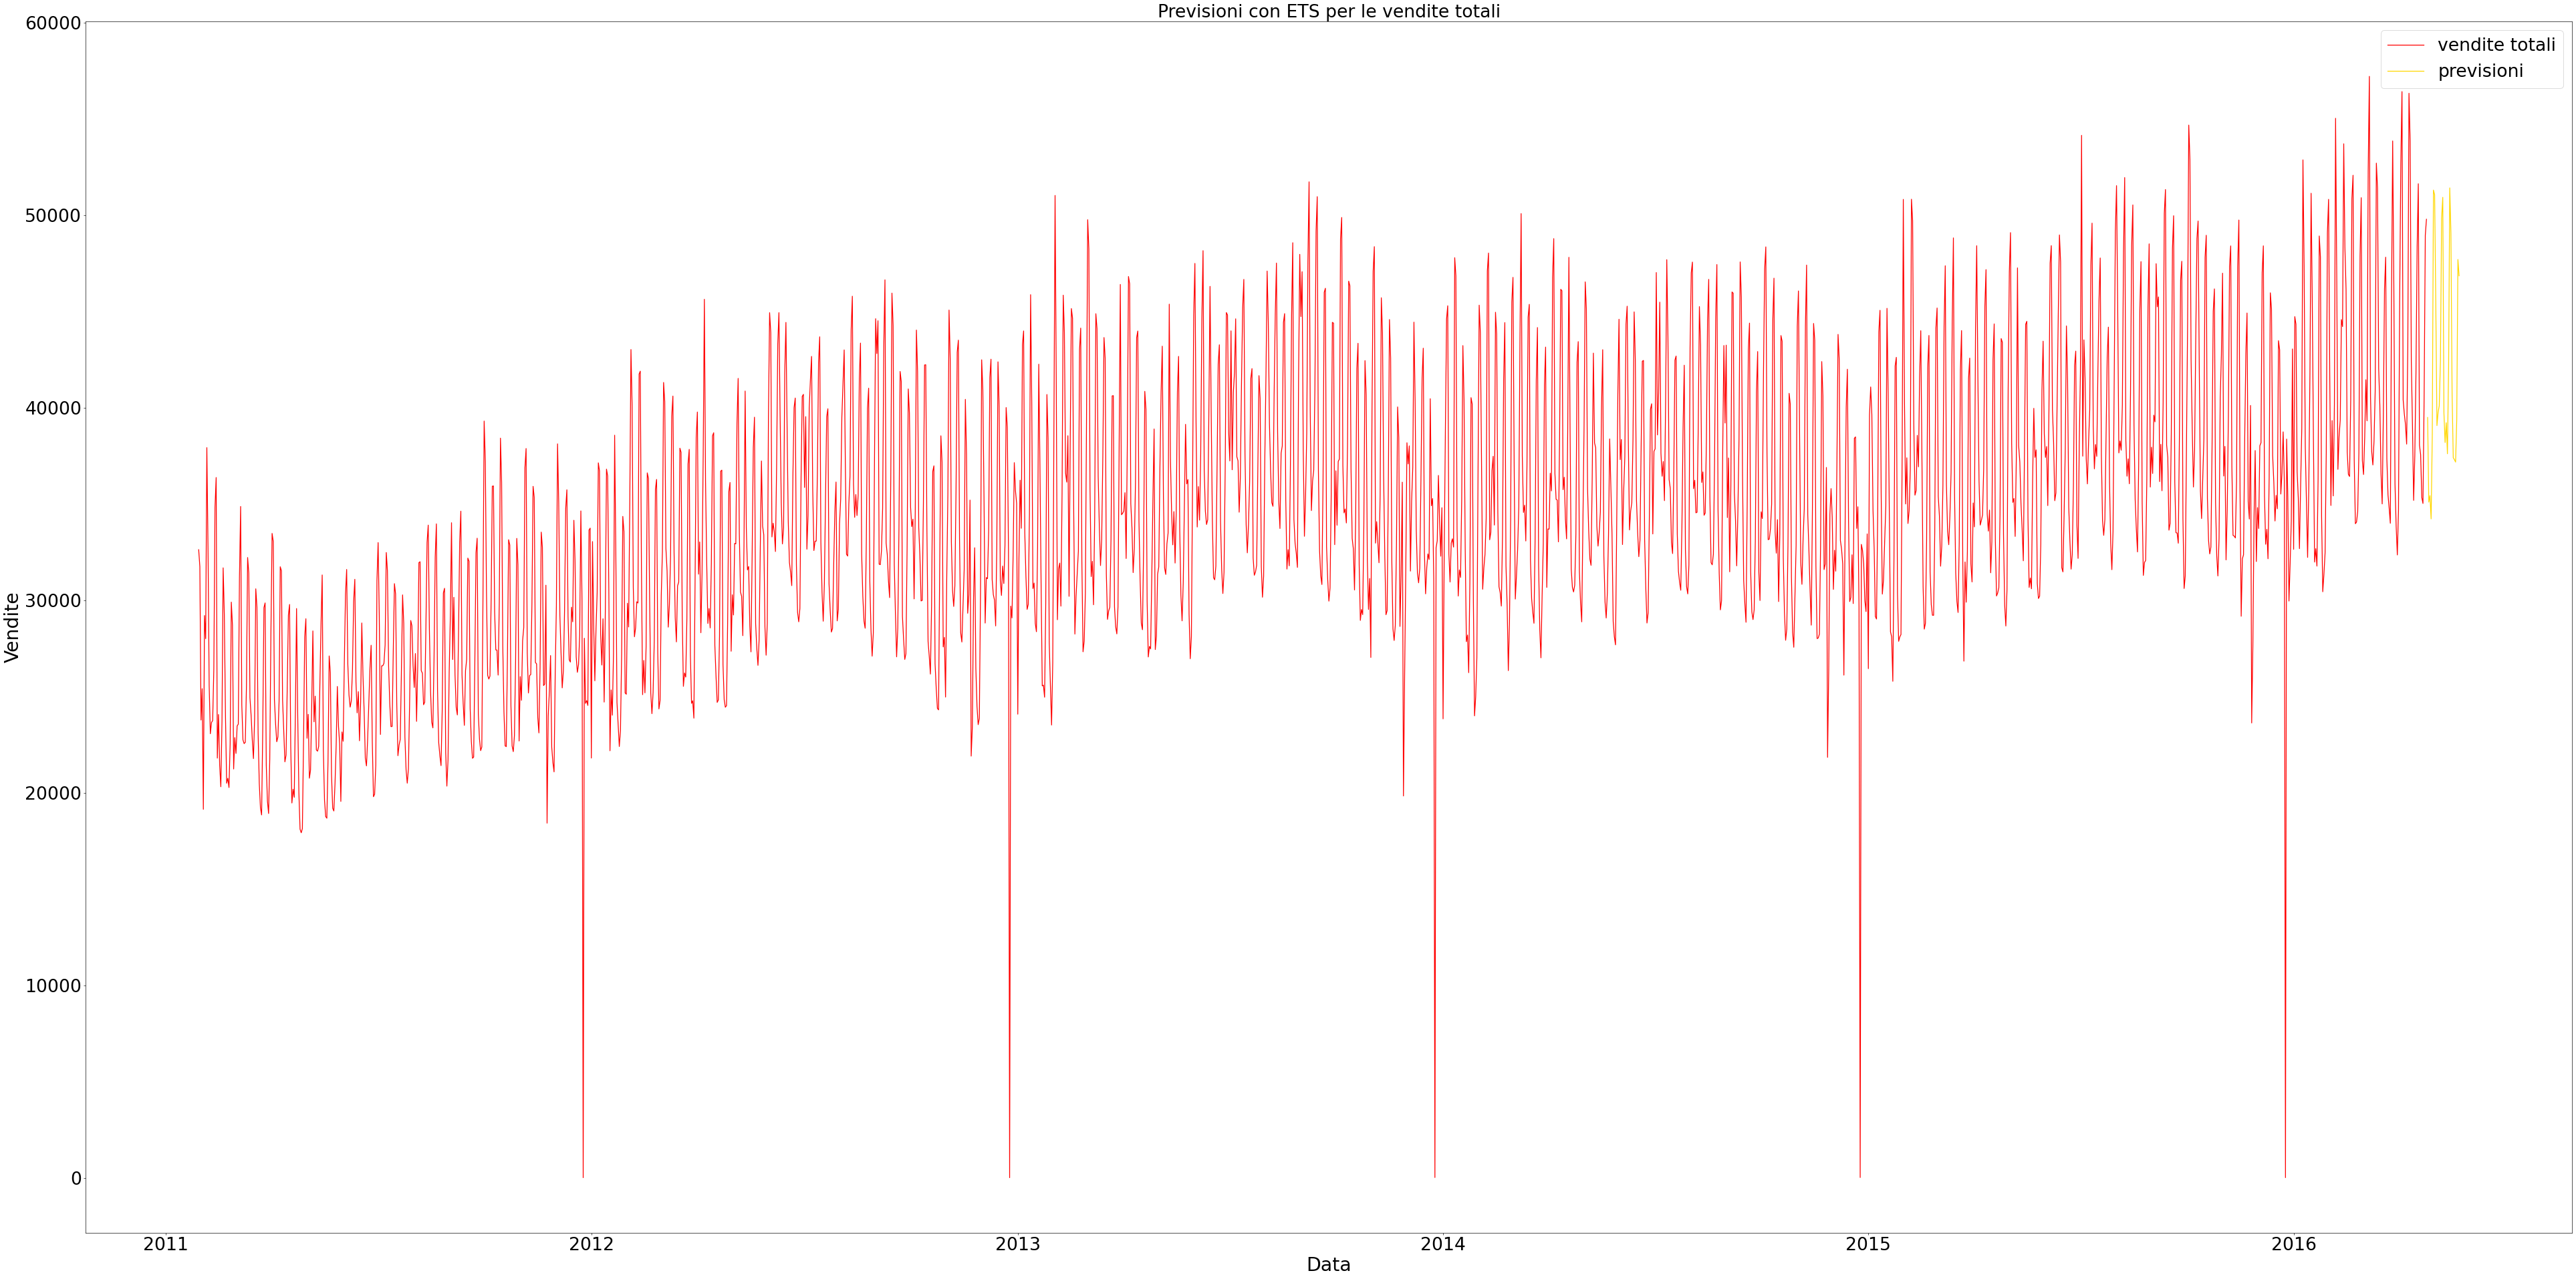 Previsioni con ETS per le vendite totali
vendite totali
previsioni
Vendite
60000
50000
40000
30000
20000
10000
0
2011 2012 2013 2014 2015 2016
Data